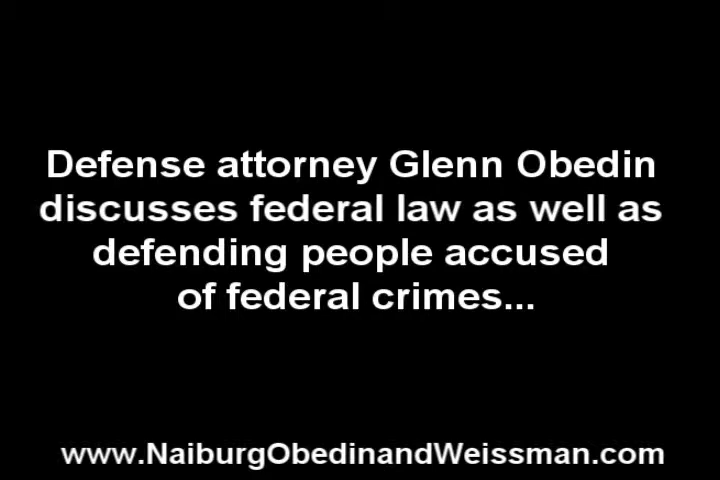 Defense attorney Glenn Obedin
discusses federal law as well as
defending people accused
of federal crimes...
www.NaiburgObedinandWeissman.com